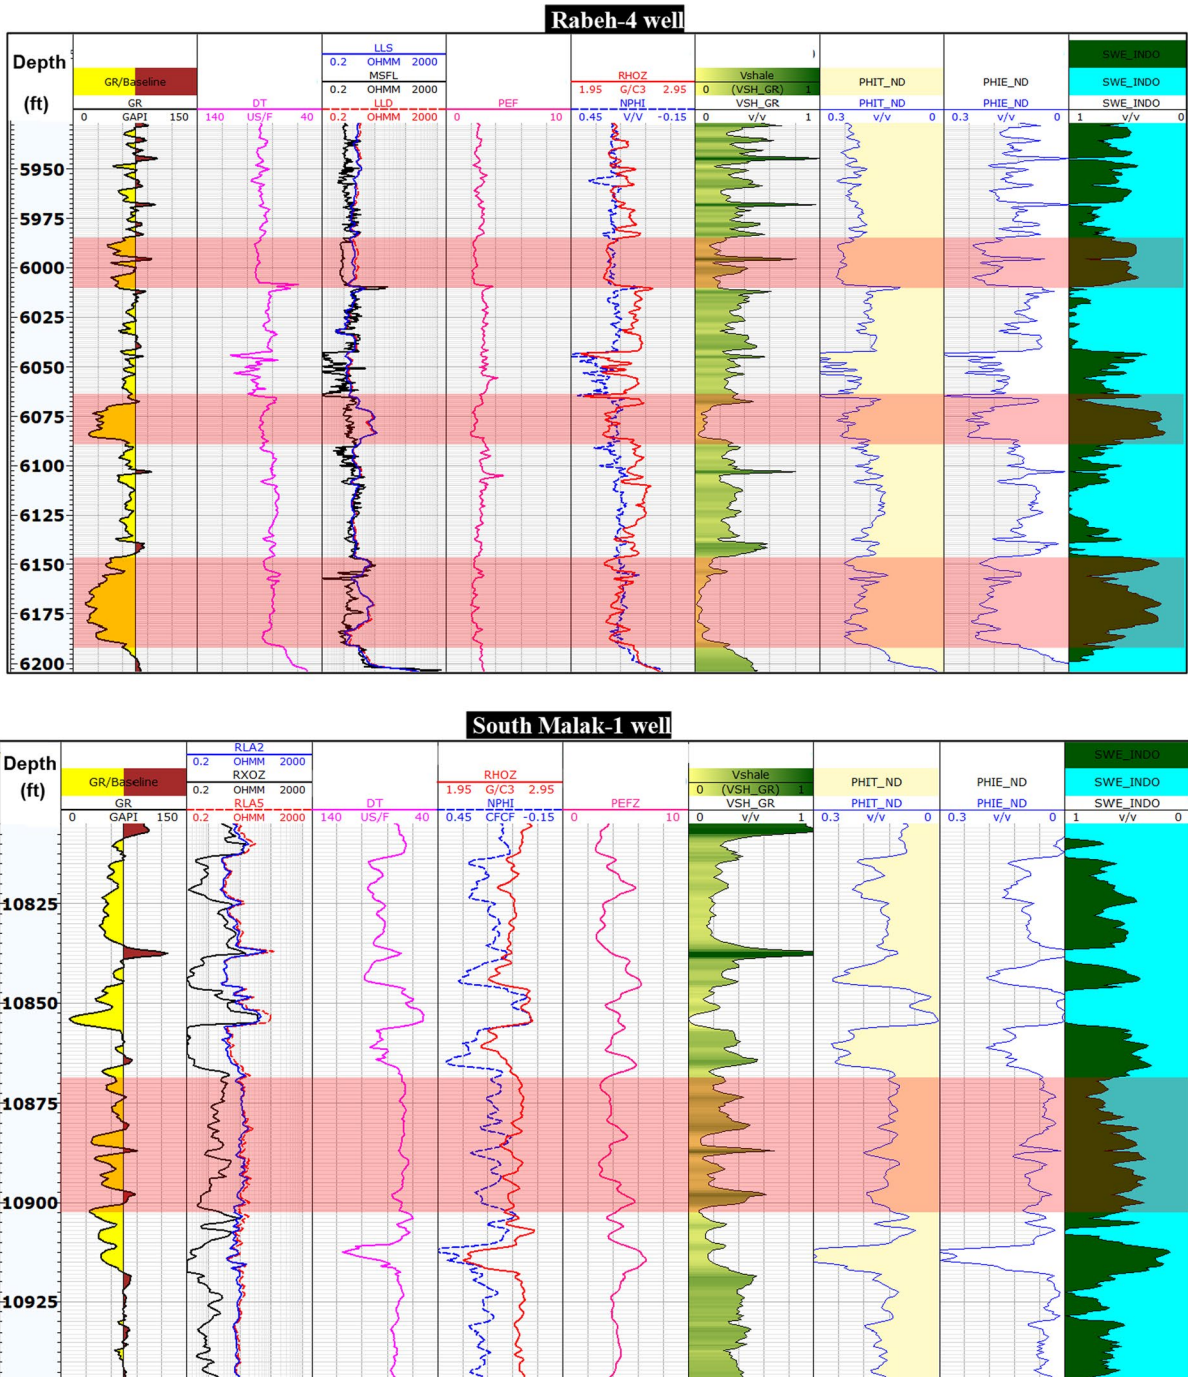 Rabeh-4 well
Depth
(ft)
GR/Baseline
GR
0 GAPI 150
DT
140 US/F 40
LLS
0.2 OHMM 2000
MSFL
0.2 OHMM 2000
LLD
0.2 OHMM 2000
PEF
0 10
RHOZ
1.95 G/C3 2.95
NPHI
0.45 V/V -0.15
Vshale
0 (VSH_GR) 1
VSH_GR
0 v/v 1
PHIT_ND
PHIT_ND
0.3 v/v 0
PHIE_ND
PHIE_ND
0.3 v/v 0
SWE_INDO
SWE_INDO
SWE_INDO
1 v/v 0
5950
5975
6000
6025
6050
6075
6100
6125
6150
6175
6200
South Malak-1 well
Depth
(ft)
GR/Baseline
GR
0 GAPI 150
RLA2
0.2 OHMM 2000
RXOZ
0.2 OHMM 2000
RLA5
0.2 OHMM 2000
DT
140 US/F 40
RHOZ
1.95 G/C3 2.95
NPHI
0.45 CFCF -0.15
PEFZ
0 10
Vshale
0 (VSH_GR) 1
VSH_GR
0 v/v 1
PHIT_ND
PHIT_ND
0.3 v/v 0
PHIE_ND
PHIE_ND
0.3 v/v 0
SWE_INDO
SWE_INDO
SWE_INDO
1 v/v 0
10825
10850
10875
10900
10925